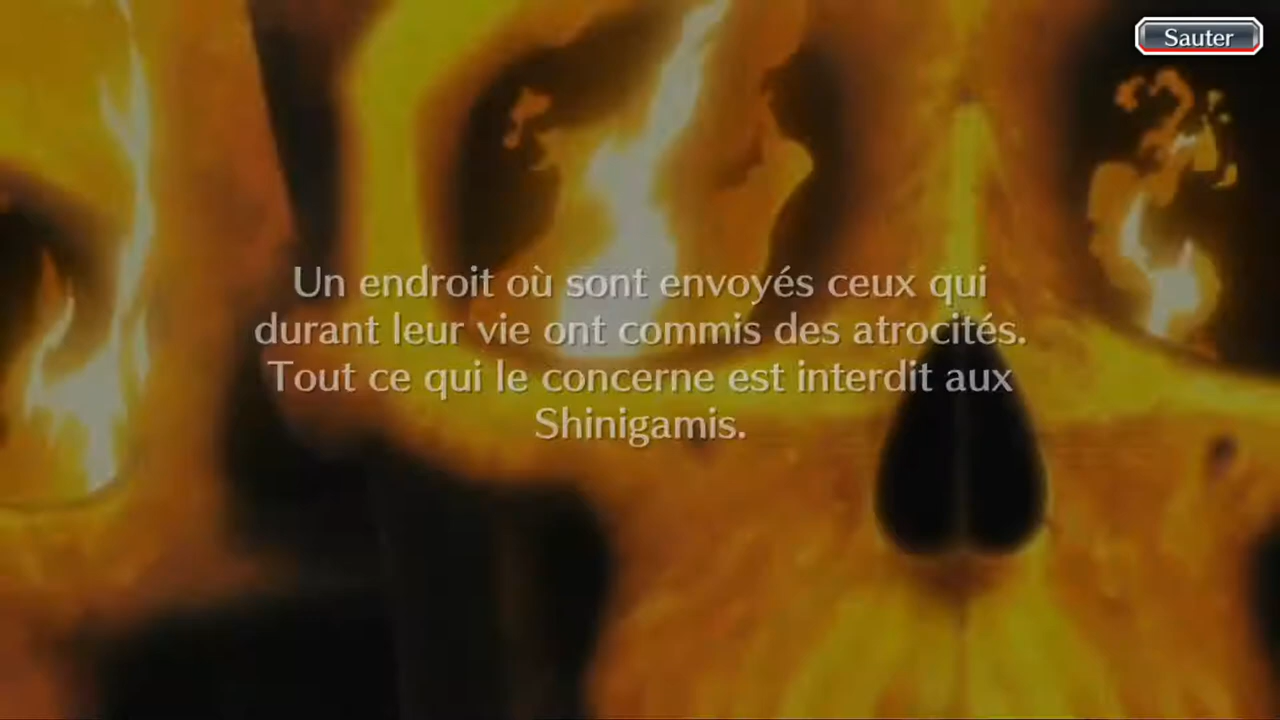 Sauter
Un endroit où sont envoyés ceux qui
durant leur vie ont commis des atrocités.
Tout ce qui le concerne est interdit aux
Shinigamis.